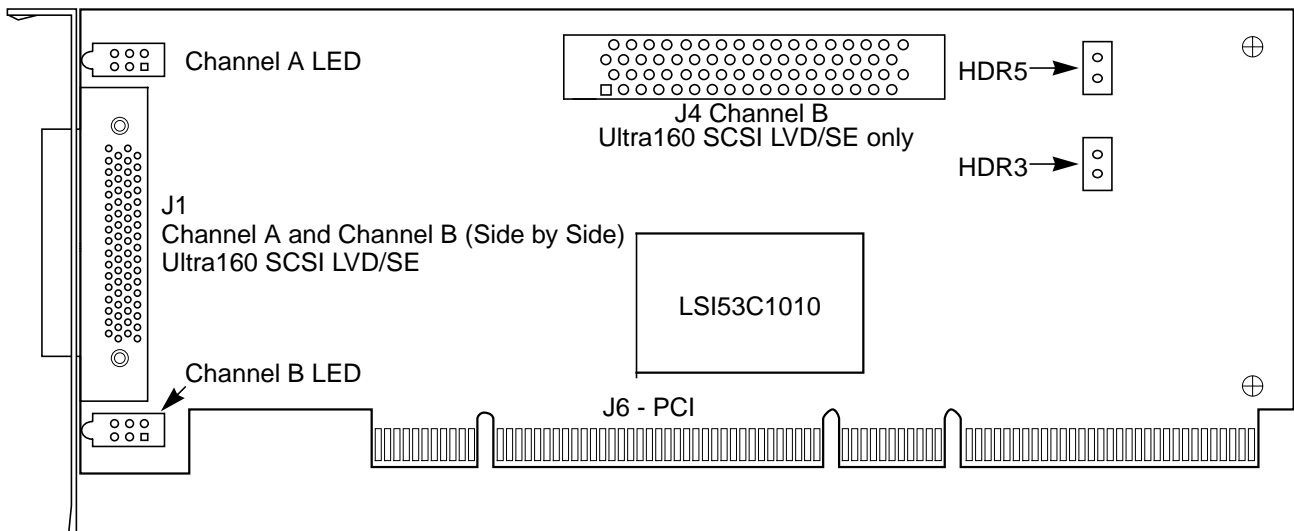 Channel A LED
J4 Channel B
Ultra160 SCSI LVD/SE only
HDR5
HDR3
J1
Channel A and Channel B (Side by Side)
Ultra160 SCSI LVD/SE
LSI53C1010
Channel B LED
J6 - PCI